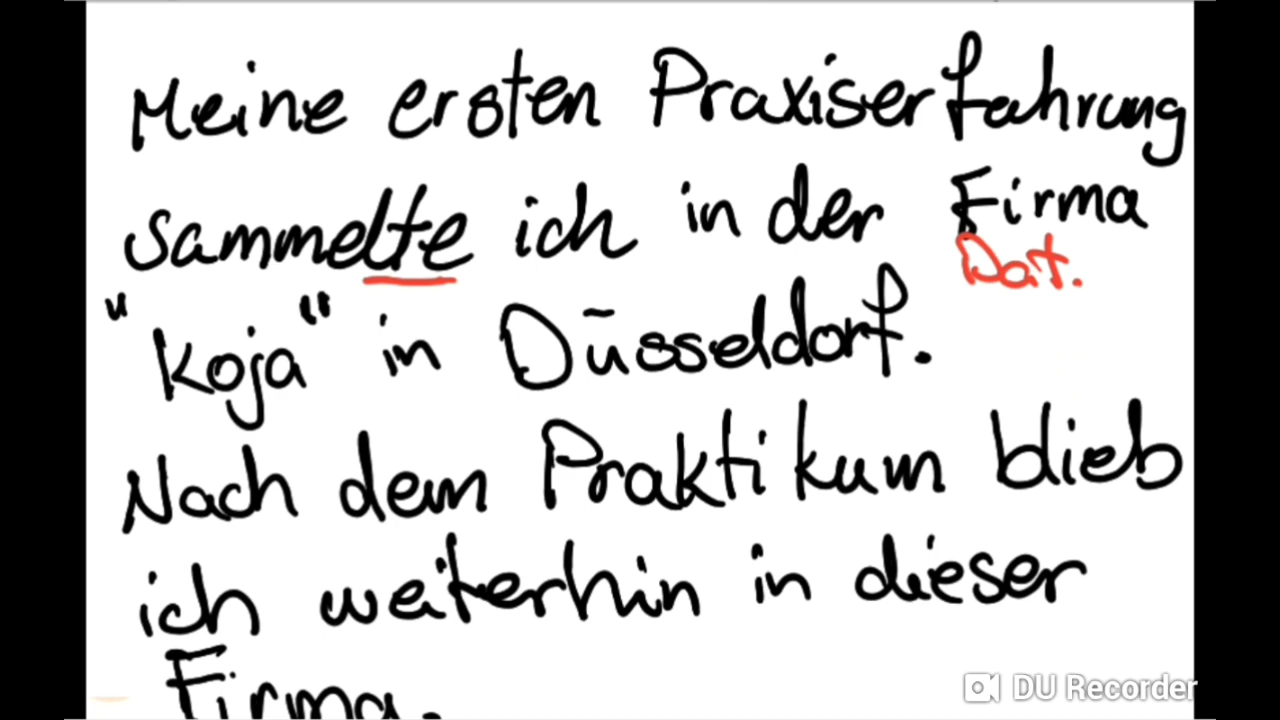 Meine ersten Praxiserfahrung
sammelte ich in der Firma
Dat.
"Koja" in Düsseldorf.
Nach dem Praktikum blieb
ich weiterhin in dieser
Firma.
DU Recorder